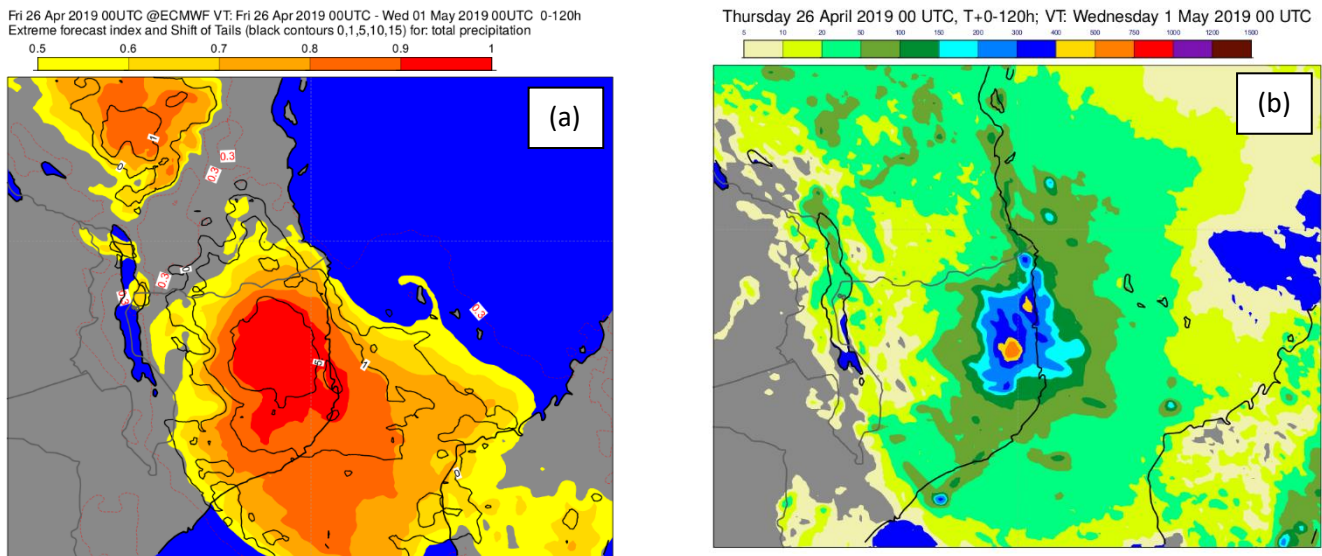 Fri 26 Apr 2019 00UTC @ECMWF VT: Fri 26 Apr 2019 00UTC - Wed 01 May 2019 00UTC 0-120h
Extreme forecast index and Shift of Tails (black contours 0,1,5,10,15) for: total precipitation
0.5 0.6 0.7 0.8 0.9 1
(a)
1
0
0.3
0.3
0.3
0
0.3
0.3
5
1
0
Thursday 26 April 2019 00 UTC, T+0-120h; VT: Wednesday 1 May 2019 00 UTC
5 10 20 50 100 150 200 300 400 500 750 1000 1200 1500
(b)